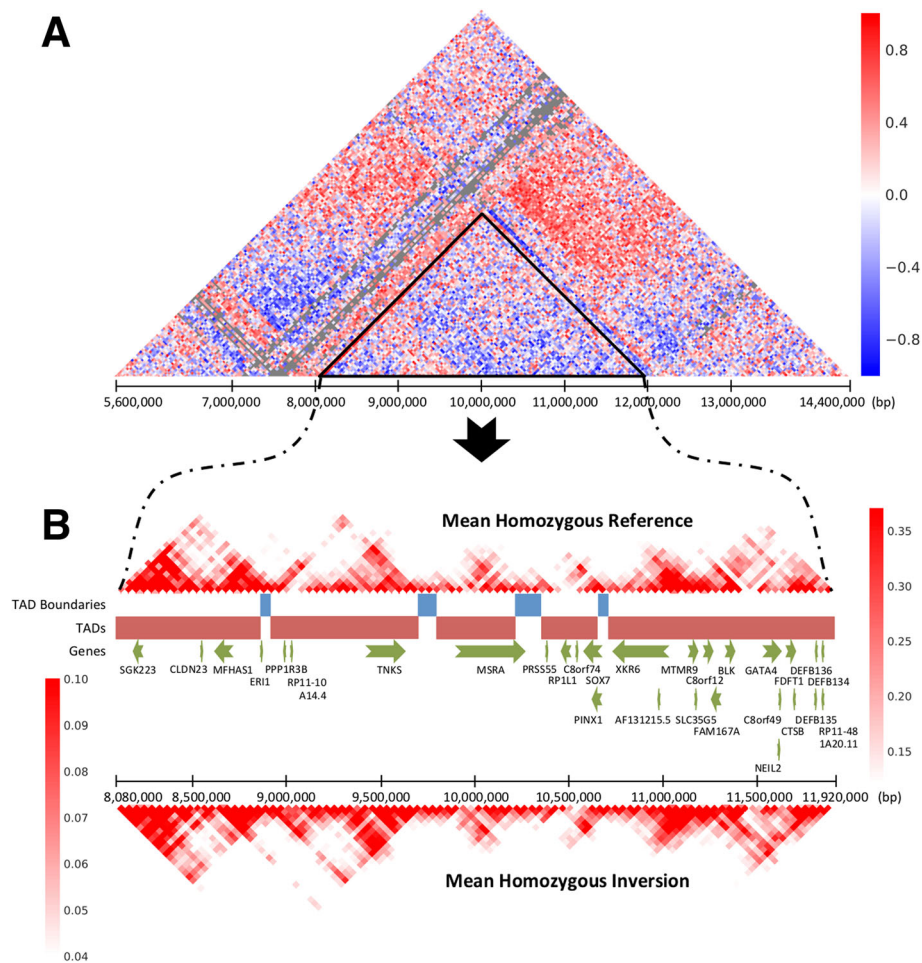 A
0.8
0.4
0.0
−0.4
−0.8
5,600,000 7,000,000 8,000,000 9,000,000 10,000,000 11,000,000 12,000,000 13,000,000 14,400,000 (bp)
B
Mean Homozygous Reference
0.35
0.30
0.25
0.20
0.15
TAD Boundaries
TADs
Genes
SGK223 CLDN23 MFHAS1 PPP1R3B TNKS MSRA PRSS55 C8orf74 XKR6 MTMR9 BLK GATA4 DEFB136
ERI1 RP11-10 RP1L1 SOX7 C8orf12 FDFT1 DEFB134
A14.4
PINX1 AF131215.5 SLC35G5 C8orf49 DEFB135 RP11-48
FAM167A CTSB 1A20.11
NEIL2
0.10
0.09
0.08
0.07
0.06
0.05
0.04
8,080,000 8,500,000 9,000,000 9,500,000 10,000,000 10,500,000 11,000,000 11,500,000 11,920,000 (bp)
Mean Homozygous Inversion